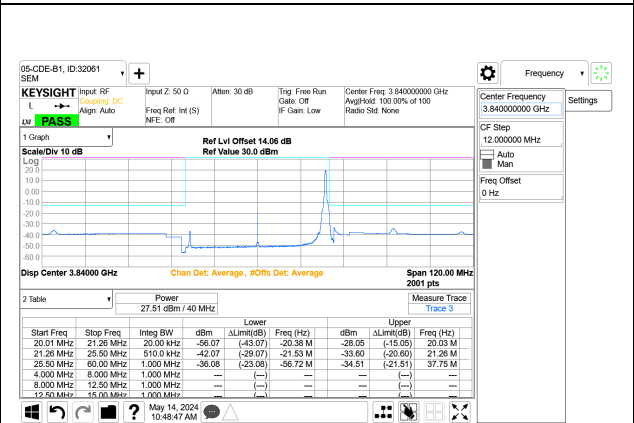 05-CDE-B1, ID:32061
SEM
Frequency
KEYSIGHT
L
PASS
Input: RF
Coupling: DC
Align: Auto
Input Z: 50 Ω
Freq Ref: Int (S)
NFE: Off
Atten: 30 dB
Trig: Free Run
Gate: Off
IF Gain: Low
Center Freq: 3.840000000 GHz
Avg|Hold: 100.00% of 100
Radio Std: None
Center Frequency
3.840000000 GHz
Settings
CF Step
12.000000 MHz
Auto
Man
Freq Offset
0 Hz
1 Graph
Scale/Div 10 dB
Ref Lvl Offset 14.06 dB
Ref Value 30.0 dBm
Log
20.0
10.0
0.00
-10.0
-20.0
-30.0
-40.0
-50.0
-60.0
Disp Center 3.84000 GHz
Chan Det: Average, #Offs Det: Average
Span 120.00 MHz
2001 pts
2 Table
Power
27.51 dBm / 40 MHz
Measure Trace
Trace 3
Lower Upper
Start Freq Stop Freq Integ BW dBm ΔLimit(dB) Freq (Hz) dBm ΔLimit(dB) Freq (Hz)
20.01 MHz 21.26 MHz 20.00 kHz -56.07 (-43.07) -20.38 M -28.05 (-15.05) 20.03 M
21.26 MHz 25.50 MHz 510.0 kHz -42.07 (-29.07) -21.53 M -33.60 (-20.60) 21.26 M
25.50 MHz 60.00 MHz 1.000 MHz -36.08 (-23.08) -56.72 M -34.51 (-21.51) 37.75 M
4.000 MHz 8.000 MHz 1.000 MHz --- (---) --- --- (---) ---
8.000 MHz 12.50 MHz 1.000 MHz --- (---) --- --- (---) ---
12.50 MHz 15.00 MHz 1.000 MHz --- (---) --- --- (---) ---
May 14, 2024
10:48:47 AM